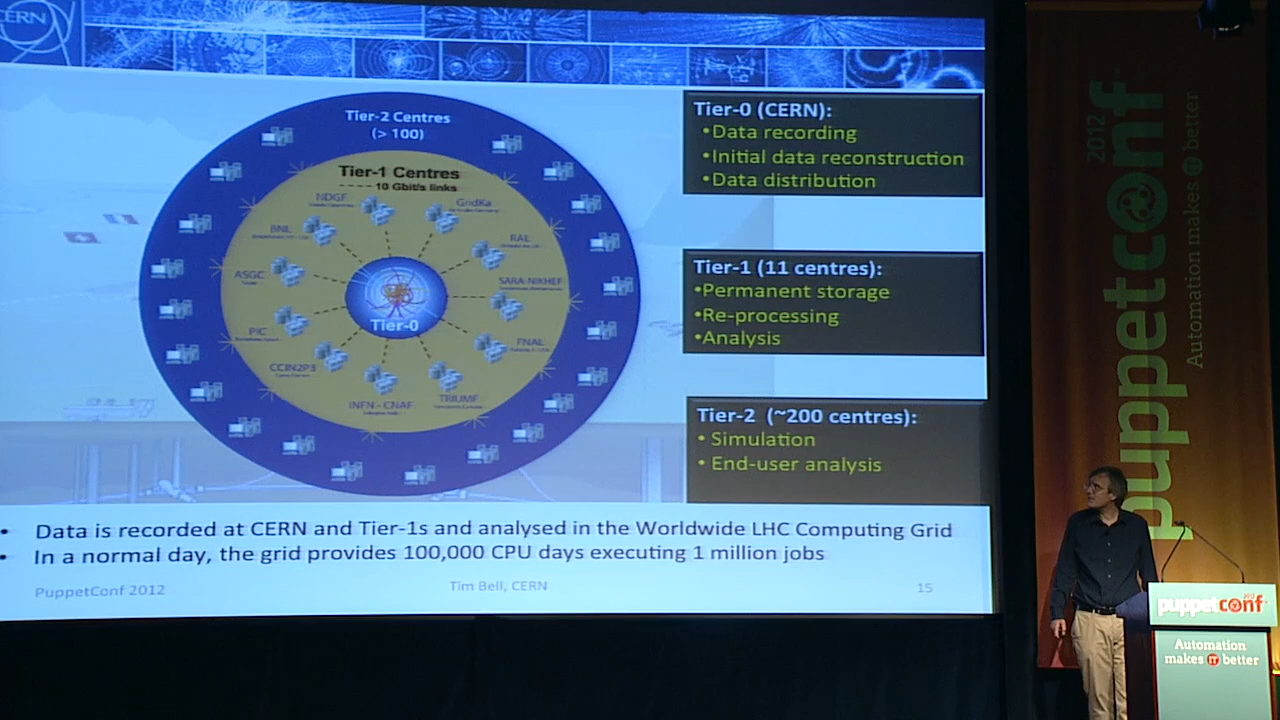 CERN
Tier-2 Centres
(> 100)
Tier-1 Centres
10 Gbit/s links
NDGF
GridKa
BNL
RAL
ASGC
SARA-NIKHEF
Tier-0
PIC
FNAL
CCIN2P3
INFN - CNAF
TRIUMF
Tier-0 (CERN):
•Data recording
•Initial data reconstruction
•Data distribution
Tier-1 (11 centres):
•Permanent storage
•Re-processing
•Analysis
Tier-2 (~200 centres):
• Simulation
• End-user analysis
• Data is recorded at CERN and Tier-1s and analysed in the Worldwide LHC Computing Grid
• In a normal day, the grid provides 100,000 CPU days executing 1 million jobs
PuppetConf 2012
Tim Bell, CERN
15
puppetconf
2012
Automation makes IT better
puppetconf
Automation
makes IT better